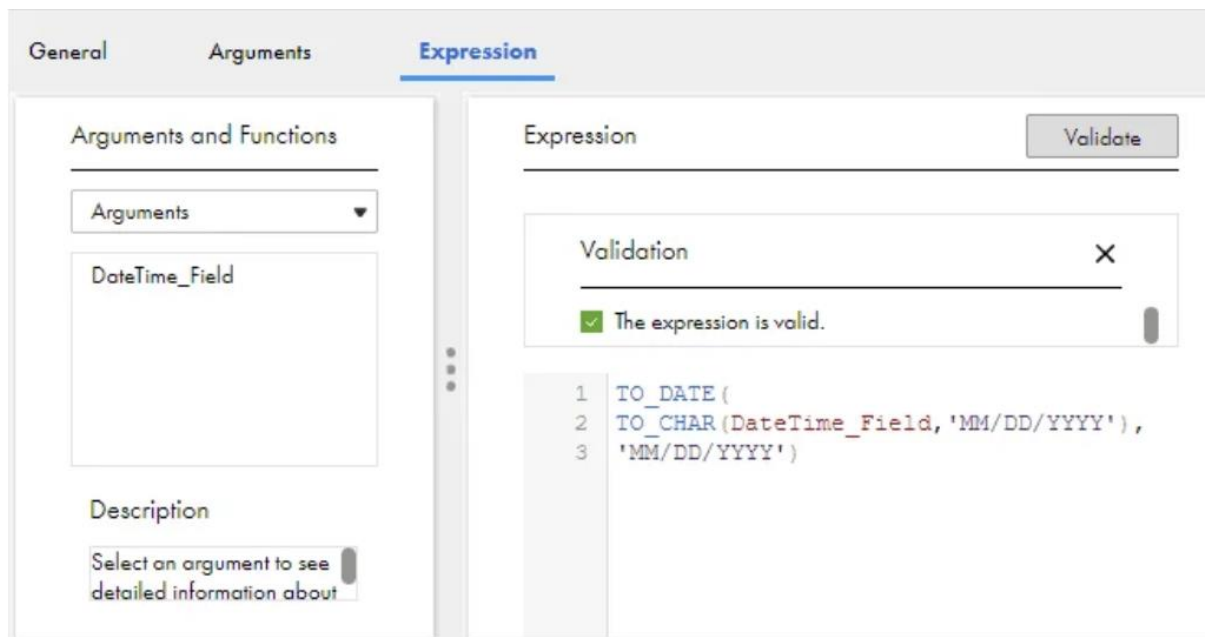 General Arguments Expression
Arguments and Functions
Arguments
DateTime_Field
Description
Select an argument to see
detailed information about
Expression
Validate
Validation
The expression is valid.
1 TO_DATE(
2 TO_CHAR(DateTime_Field,'MM/DD/YYYY'),
3 'MM/DD/YYYY')